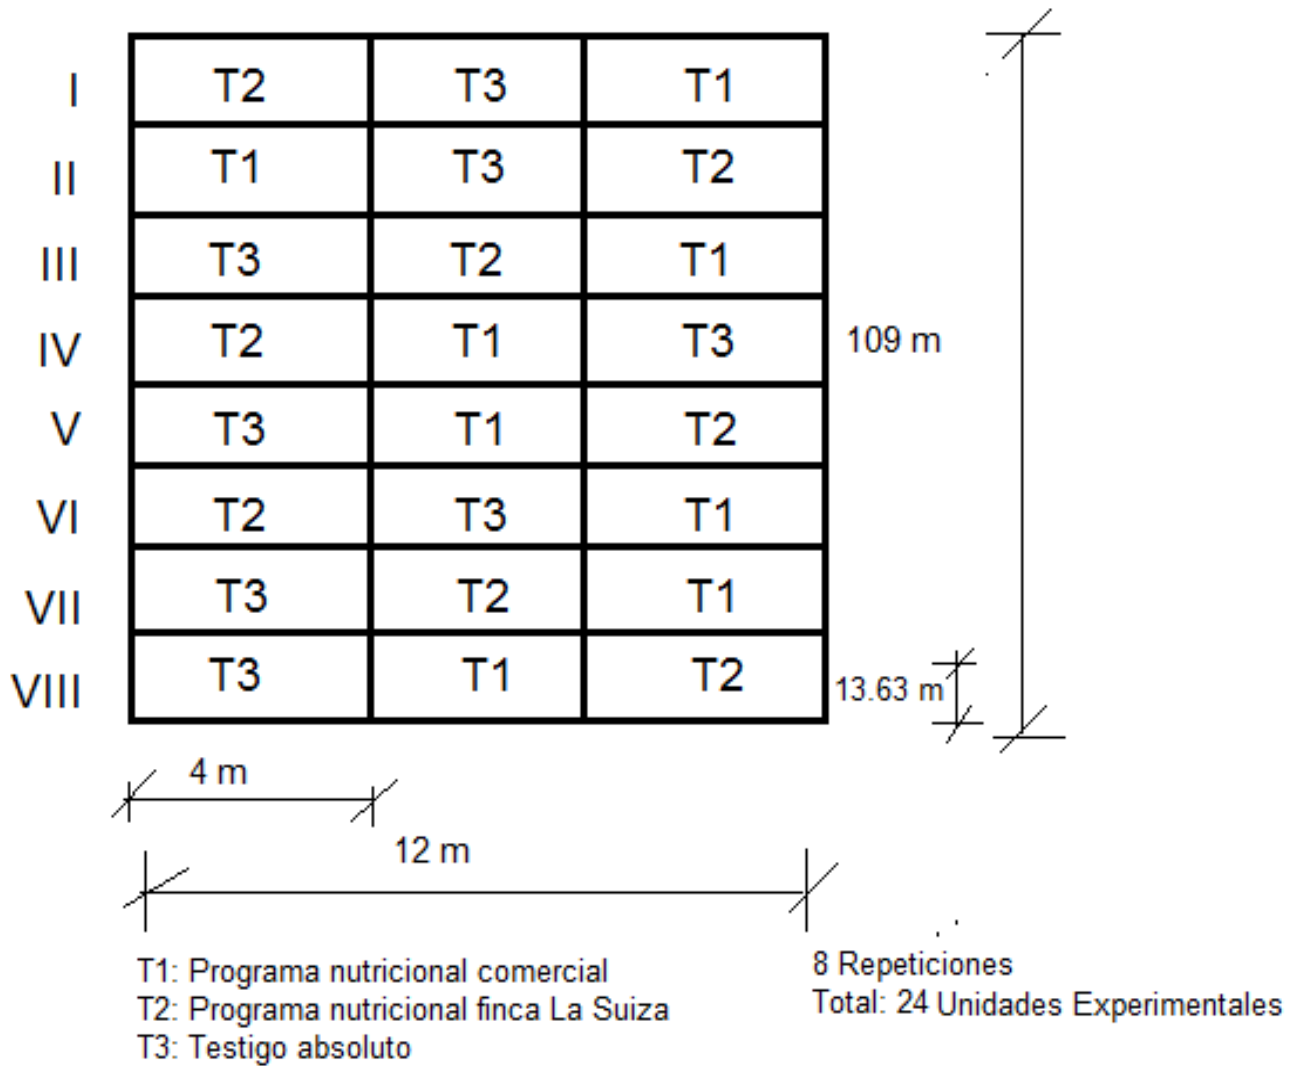 I T2 T3 T1
II T1 T3 T2
III T3 T2 T1
IV T2 T1 T3 109 m
V T3 T1 T2
VI T2 T3 T1
VII T3 T2 T1
VIII T3 T1 T2 13.63 m
4 m
12 m
T1: Programa nutricional comercial
T2: Programa nutricional finca La Suiza
T3: Testigo absoluto
8 Repeticiones
Total: 24 Unidades Experimentales